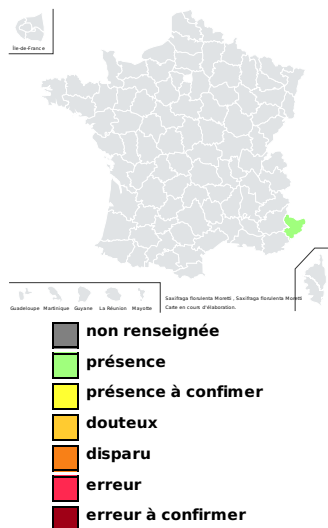 Île-de-France
Guadeloupe Martinique Guyane La Réunion Mayotte
Saxifraga florulenta Moretti , Saxifraga florulenta Moretti
Carte en cours d'élaboration.
non renseignée
présence
présence à confimer
douteux
disparu
erreur
erreur à confirmer